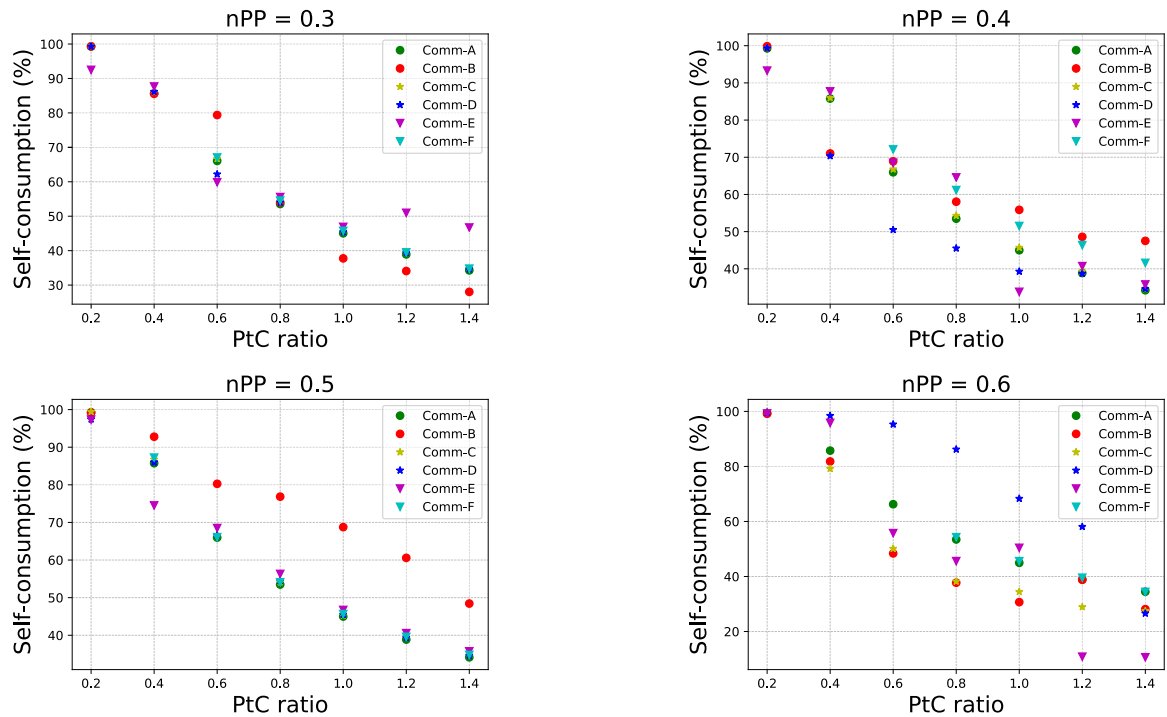 nPP = 0.3
Self-consumption (%)
100
90
80
70
60
50
40
30
0.2 0.4 0.6 0.8 1.0 1.2 1.4
PtC ratio
Comm-A
Comm-B
Comm-C
Comm-D
Comm-E
Comm-F
nPP = 0.4
Self-consumption (%)
100
90
80
70
60
50
40
0.2 0.4 0.6 0.8 1.0 1.2 1.4
PtC ratio
Comm-A
Comm-B
Comm-C
Comm-D
Comm-E
Comm-F
nPP = 0.5
Self-consumption (%)
100
90
80
70
60
50
40
0.2 0.4 0.6 0.8 1.0 1.2 1.4
PtC ratio
Comm-A
Comm-B
Comm-C
Comm-D
Comm-E
Comm-F
nPP = 0.6
Self-consumption (%)
100
80
60
40
20
0.2 0.4 0.6 0.8 1.0 1.2 1.4
PtC ratio
Comm-A
Comm-B
Comm-C
Comm-D
Comm-E
Comm-F